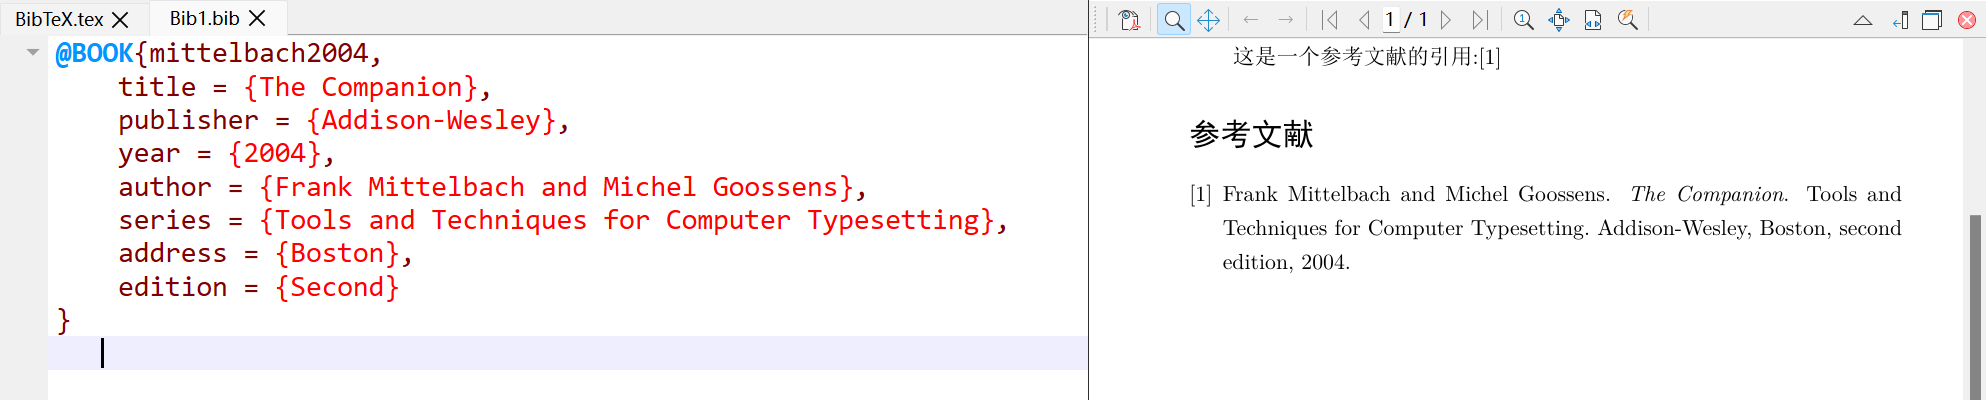 BibTeX.tex Bib1.bib
@BOOK{mittelbach2004,
title = {The Companion},
publisher = {Addison-Wesley},
year = {2004},
author = {Frank Mittelbach and Michel Goossens},
series = {Tools and Techniques for Computer Typesetting},
address = {Boston},
edition = {Second}
}
1 / 1
这是一个参考文献的引用:[1]
参考文献
[1] Frank Mittelbach and Michel Goossens. The Companion. Tools and
Techniques for Computer Typesetting. Addison-Wesley, Boston, second
edition, 2004.